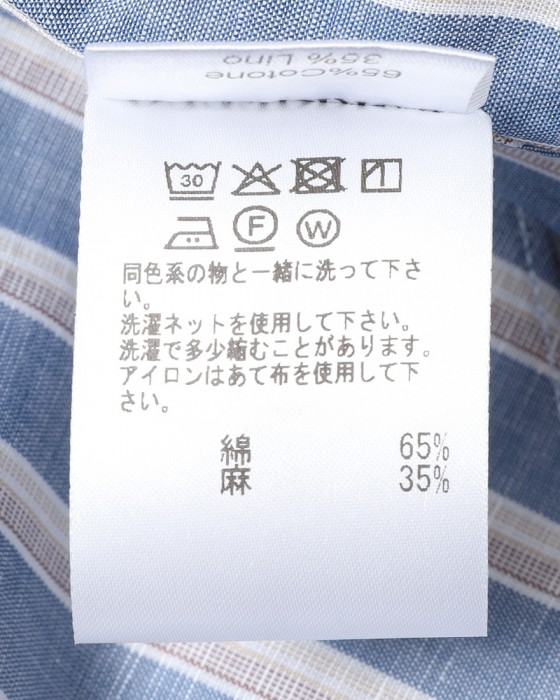 65%Cotone
35% Lino
30
F
W
同色系の物と一緒に洗って下さ
い。
洗濯ネットを使用して下さい。
洗濯で多少縮むことがあります。
アイロンはあて布を使用して下
さい。
綿 65%
麻 35%